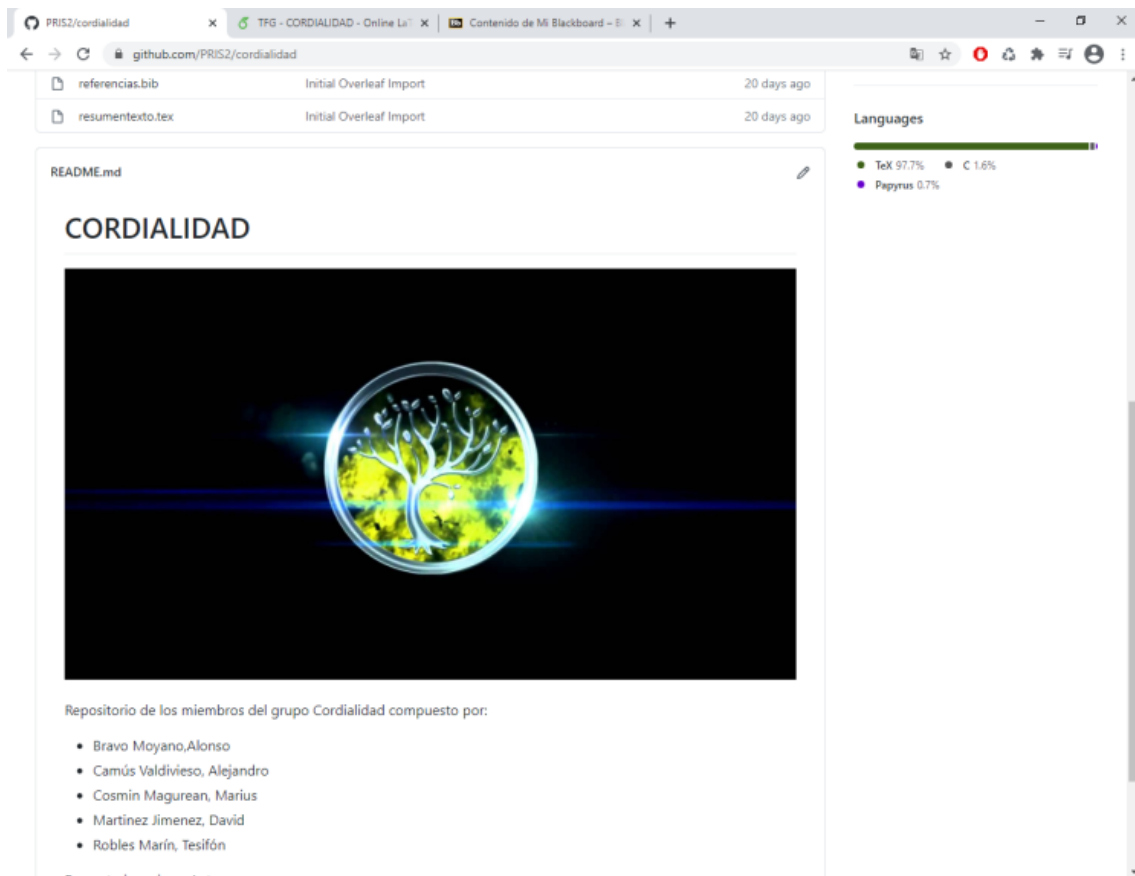 PRIS2/cordialidad
TFG - CORDIALIDAD - Online LaT
Contenido de Mi Blackboard –
github.com/PRIS2/cordialidad
referencias.bib Initial Overleaf Import 20 days ago
resumentexto.tex Initial Overleaf Import 20 days ago
Languages
TeX 97.7% C 1.6%
Papyrus 0.7%
README.md
CORDIALIDAD
Repositorio de los miembros del grupo Cordialidad compuesto por:
Bravo Moyano,Alonso
Camús Valdivieso, Alejandro
Cosmin Magurean, Marius
Martinez Jimenez, David
Robles Marín, Tesifón